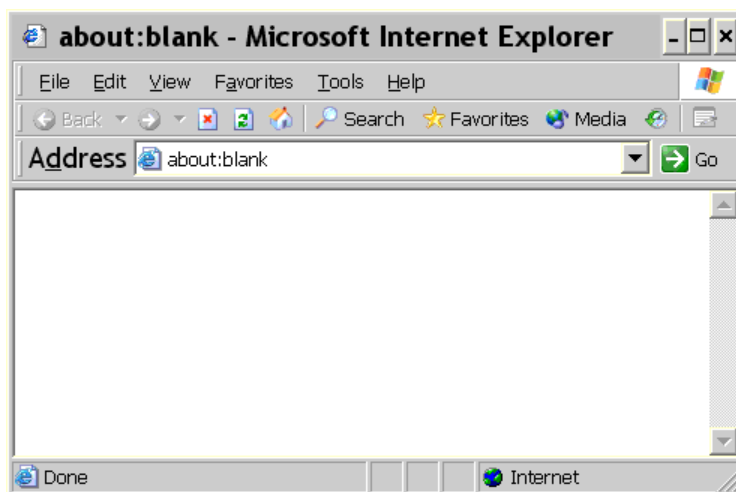 about:blank - Microsoft Internet Explorer
File Edit View Favorites Tools Help
Back Search Favorites Media
Address about:blank Go
Done Internet